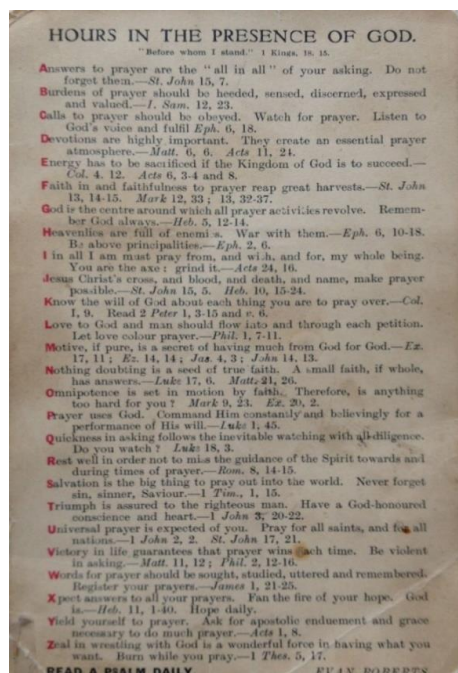 HOURS IN THE PRESENCE OF GOD.
"Before whom I stand." 1 Kings, 18, 15.
Answers to prayer are the "all in all" of your asking. Do not
forget them.—St. John 15, 7.
Burdens of prayer should be heeded, sensed, discerned, expressed
and valued.—1. Sam. 12, 23.
Calls to prayer should be obeyed. Watch for prayer. Listen to
God's voice and fulfil Eph. 6, 18.
Devotions are highly important. They create an essential prayer
atmosphere.—Matt. 6, 6. Acts 11, 24.
Energy has to be sacrificed if the Kingdom of God is to succeed.—
Col. 4. 12. Acts 6, 3-4 and 8.
Faith in and faithfulness to prayer reap great harvests.—St. John
13, 14-15. Mark 12, 33; 13, 32-37.
God is the centre around which all prayer activities revolve. Remem-
ber God always.—Heb. 5, 12-14.
Heavenlies are full of enemies. War with them.—Eph. 6, 10-18.
Be above principalities.—Eph. 2, 6.
I in all I am must pray from, and with, and for, my whole being.
You are the axe: grind it.—Acts 24, 16.
Jesus Christ's cross, and blood, and death, and name, make prayer
possible.—St. John 15, 5. Heb. 10, 15-24.
Know the will of God about each thing you are to pray over.—Col.
I, 9. Read 2 Peter 1, 3-15 and v. 6.
Love to God and man should flow into and through each petition.
Let love colour prayer.—Phil. 1, 7-11.
Motive, if pure, is a secret of having much from God for God.—Ex.
17, 11; Ez. 14, 14; Jas. 4, 3; John 14, 13.
Nothing doubting is a seed of true faith. A small faith, if whole,
has answers.—Luke 17, 6. Matt. 21, 26.
Omnipotence is set in motion by faith. Therefore, is anything
too hard for you? Mark 9, 23. Ex. 20, 2.
Prayer uses God. Command Him constantly and believingly for a
performance of His will.—Luke 1, 45.
Quickness in asking follows the inevitable watching with all diligence.
Do you watch? Luke 18, 3.
Rest well in order not to miss the guidance of the Spirit towards and
during times of prayer.—Rom. 8, 14-15.
Salvation is the big thing to pray out into the world. Never forget
sin, sinner, Saviour.—1 Tim., 1, 15.
Triumph is assured to the righteous man. Have a God-honoured
conscience and heart.—1 John 3, 20-22.
Universal prayer is expected of you. Pray for all saints, and for all
nations.—1 John 2, 2. St. John 17, 21.
Victory in life guarantees that prayer wins each time. Be violent
in asking.—Matt. 11, 12; Phil. 2, 12-16.
Words for prayer should be sought, studied, uttered and remembered.
Register your prayers.—James 1, 21-25.
Xpect answers to all your prayers. Fan the fire of your hope. God
is.—Heb. 11, 1-40. Hope daily.
Yield yourself to prayer. Ask for apostolic enduement and grace
necessary to do much prayer.—Acts 1, 8.
Zeal in wrestling with God is a wonderful force in having what you
want. Burn while you pray.—1 Thes. 5, 17.
READ A PSALM DAILY. EVAN ROBERTS